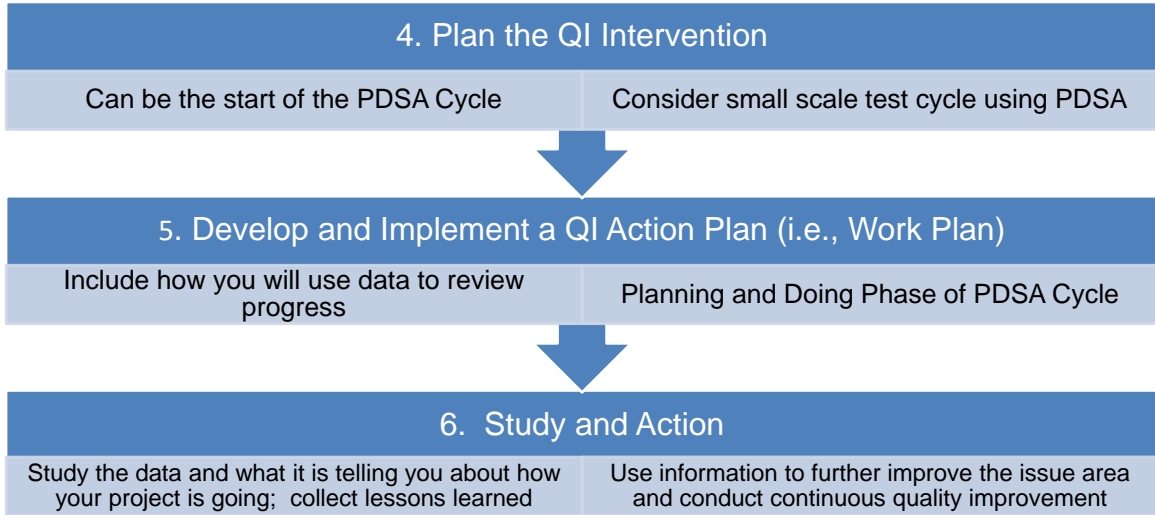 4. Plan the QI Intervention
Can be the start of the PDSA Cycle
Consider small scale test cycle using PDSA
5. Develop and Implement a QI Action Plan (i.e., Work Plan)
Include how you will use data to review
progress
Planning and Doing Phase of PDSA Cycle
6. Study and Action
Study the data and what it is telling you about how
your project is going; collect lessons learned
Use information to further improve the issue area
and conduct continuous quality improvement